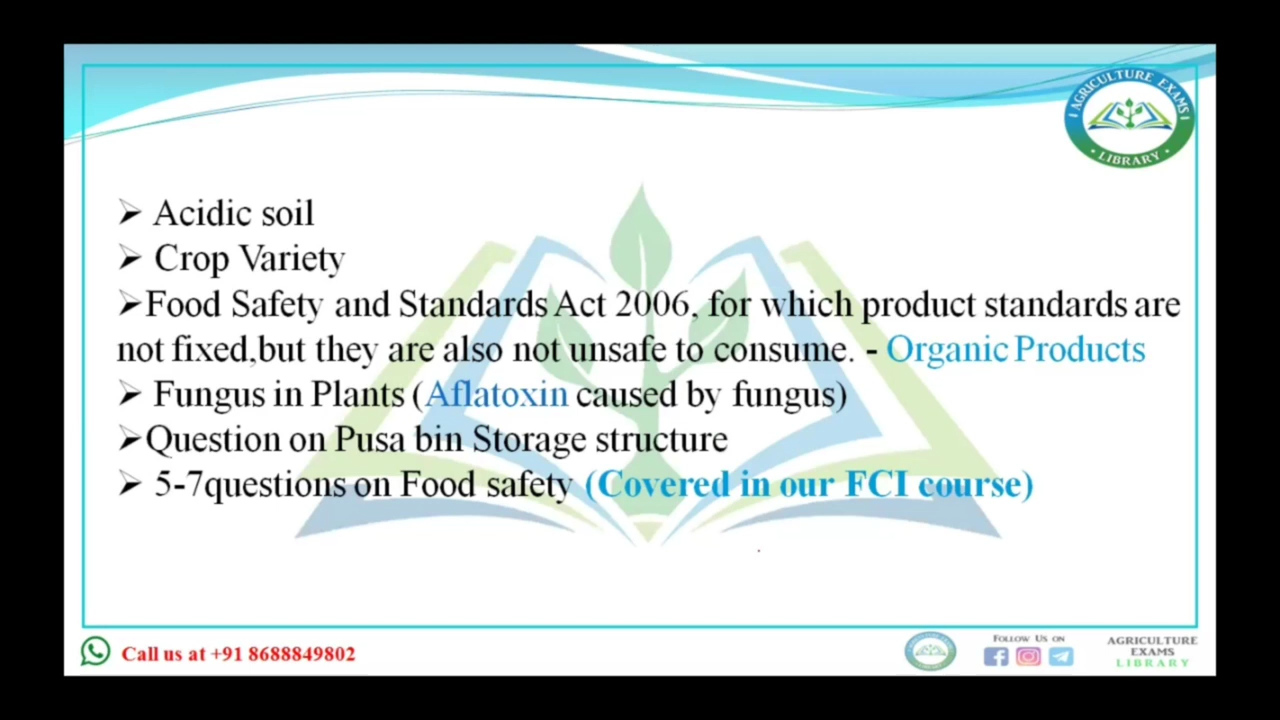 AGRICULTURE EXAMS
LIBRARY
➢ Acidic soil
➢ Crop Variety
➢Food Safety and Standards Act 2006, for which product standards are
not fixed,but they are also not unsafe to consume. - Organic Products
➢ Fungus in Plants (Aflatoxin caused by fungus)
➢Question on Pusa bin Storage structure
➢ 5-7questions on Food safety (Covered in our FCI course)
Call us at +91 8688849802
FOLLOW US ON
AGRICULTURE
EXAMS
LIBRARY